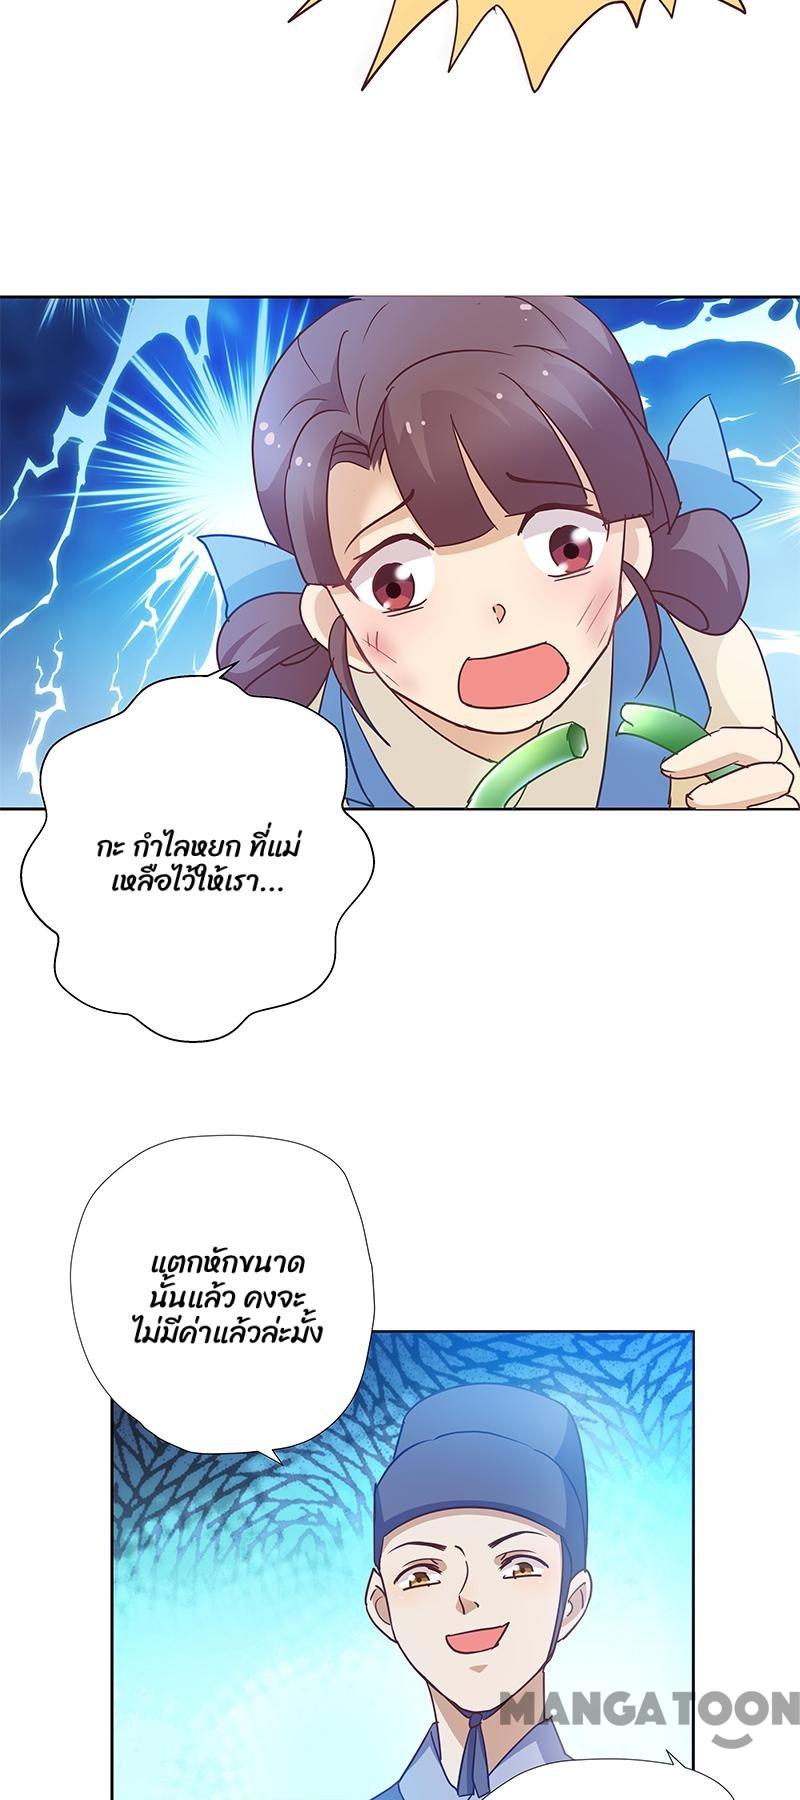 กะ กำไลหยก ที่แม่
เหลือไว้ให้เรา...
แตกหักขนาด
นั้นแล้ว คงจะ
ไม่มีค่าแล้วล่ะมั้ง
MANGATOON